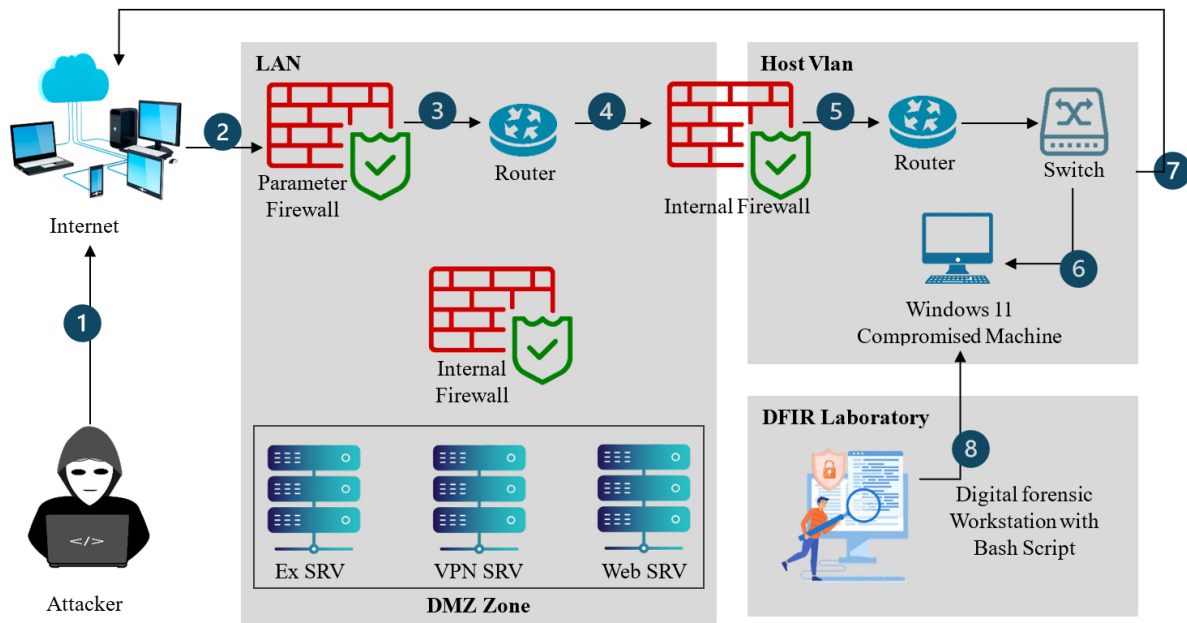 LAN
Host Vlan
2
3
4
5
7
Parameter
Firewall
Router
Internal Firewall
Router
Switch
Internet
6
1
Windows 11
Compromised Machine
Internal
Firewall
DFIR Laboratory
8
Digital forensic
Workstation with
Bash Script
</>
Ex SRV
VPN SRV
Web SRV
Attacker
DMZ Zone